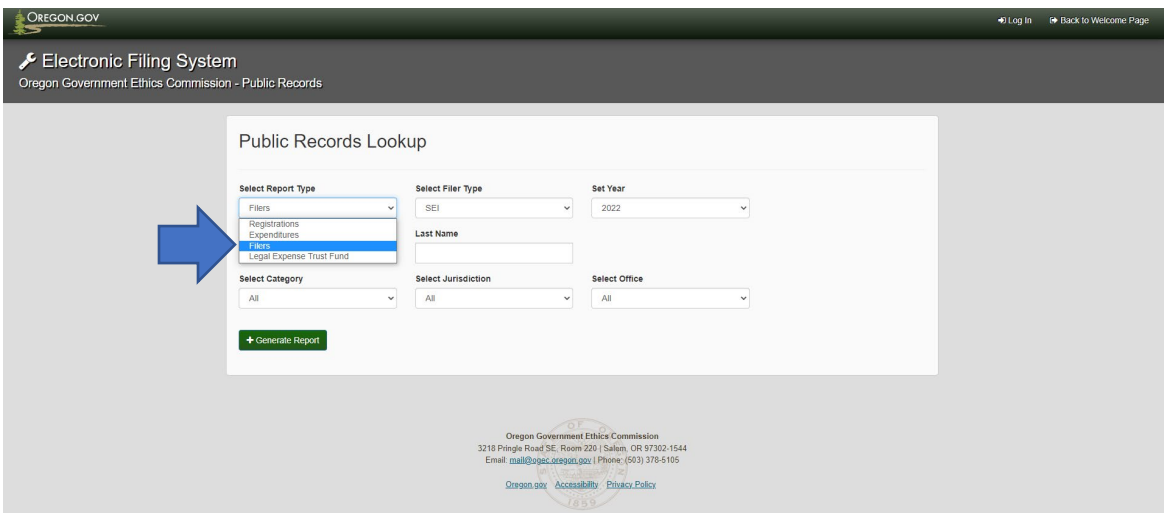 OREGON.GOV
Log In Back to Welcome Page
Electronic Filing System
Oregon Government Ethics Commission - Public Records
Public Records Lookup
Select Report Type Select Filer Type Set Year
Filers SEI 2022
Registrations
Expenditures
Filers
Legal Expense Trust Fund
Last Name
Select Category Select Jurisdiction Select Office
All All All
+ Generate Report
Oregon Government Ethics Commission
3218 Pringle Road SE, Room 220 | Salem, OR 97302-1544
Email: mail@ogec.oregon.gov | Phone: (503) 378-5105
Oregon.gov Accessibility Privacy Policy
1859